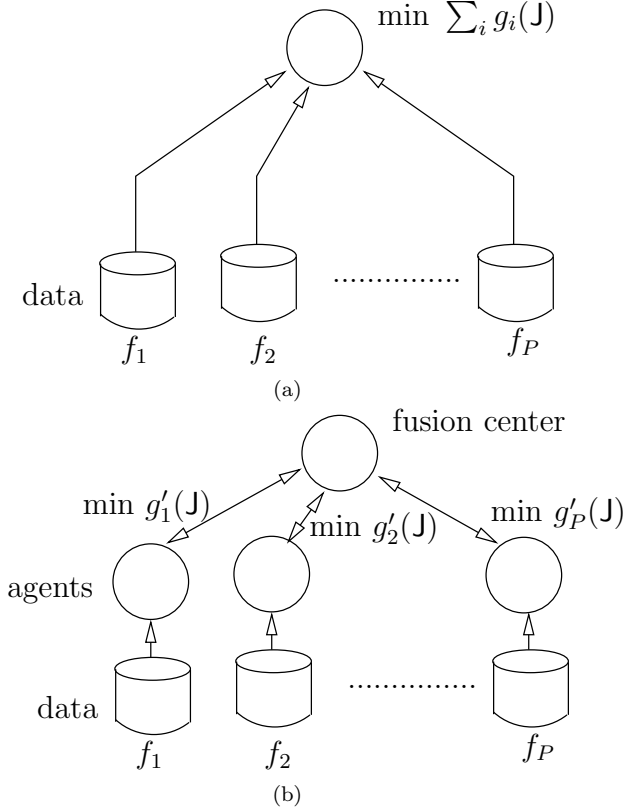 min ∑_i g_i(J)
data
f_1 f_2 .............. f_P
(a)
fusion center
min g'_1(J) min g'_2(J) min g'_P(J)
agents
data
f_1 f_2 .............. f_P
(b)